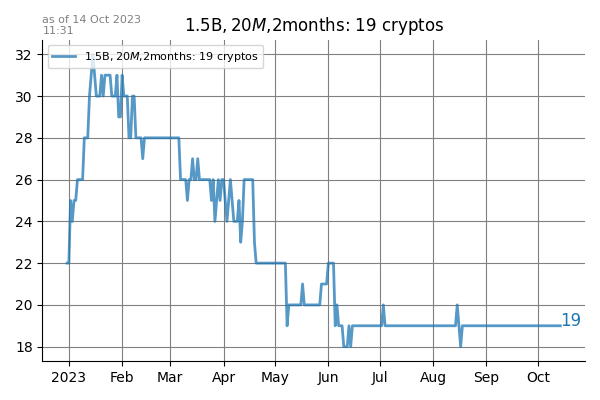 as of 14 Oct 2023
11:31
1.5B, 20M, 2months: 19 cryptos
1.5B, 20M, 2months: 19 cryptos
32
30
28
26
24
22
20
18
19
2023 Feb Mar Apr May Jun Jul Aug Sep Oct